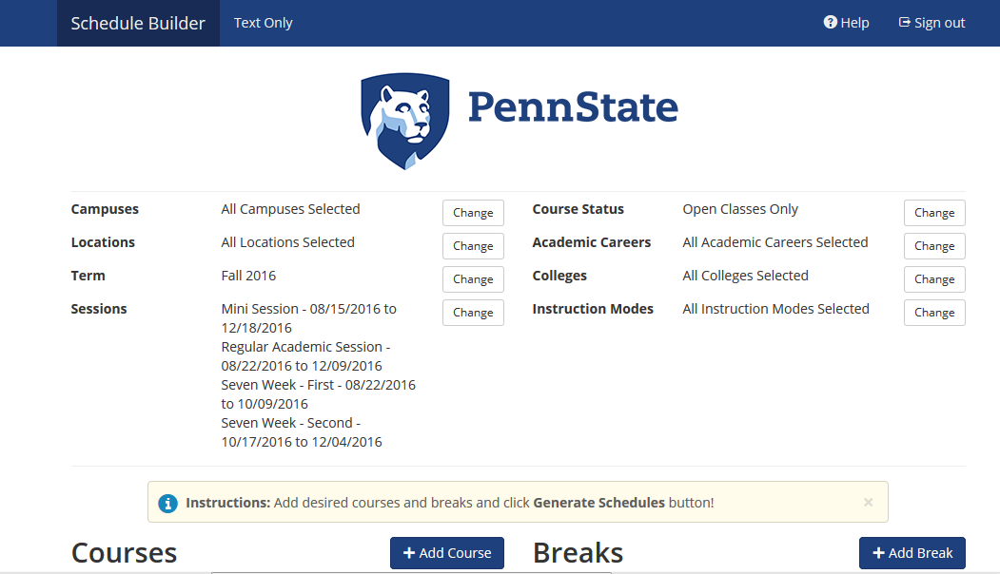 Schedule Builder Text Only Help Sign out
PennState
Campuses All Campuses Selected Change Course Status Open Classes Only Change
Locations All Locations Selected Change Academic Careers All Academic Careers Selected Change
Term Fall 2016 Change Colleges All Colleges Selected Change
Sessions Mini Session - 08/15/2016 to Change Instruction Modes All Instruction Modes Selected Change
12/18/2016
Regular Academic Session -
08/22/2016 to 12/09/2016
Seven Week - First - 08/22/2016
to 10/09/2016
Seven Week - Second -
10/17/2016 to 12/04/2016
Instructions: Add desired courses and breaks and click Generate Schedules button! ×
Courses + Add Course Breaks + Add Break